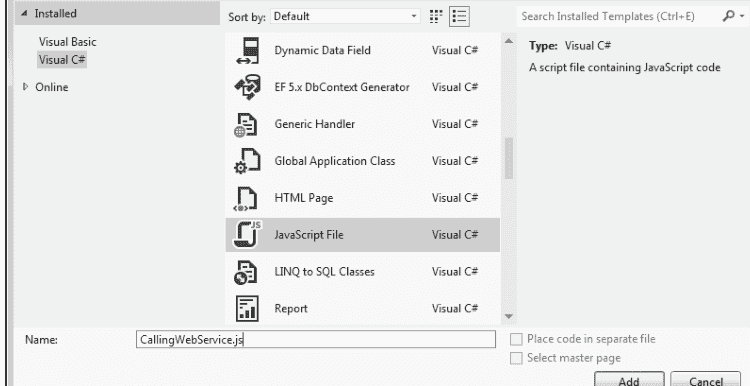 Installed
Sort by: Default
Search Installed Templates (Ctrl+E)
Visual Basic
Visual C#
Online
Dynamic Data Field Visual C#
EF 5.x DbContext Generator Visual C#
Generic Handler Visual C#
Global Application Class Visual C#
HTML Page Visual C#
JS
JavaScript File Visual C#
LINQ to SQL Classes Visual C#
Report Visual C#
Type: Visual C#
A script file containing JavaScript code
Name: CallingWebService.js
Place code in separate file
Select master page
Add Cancel